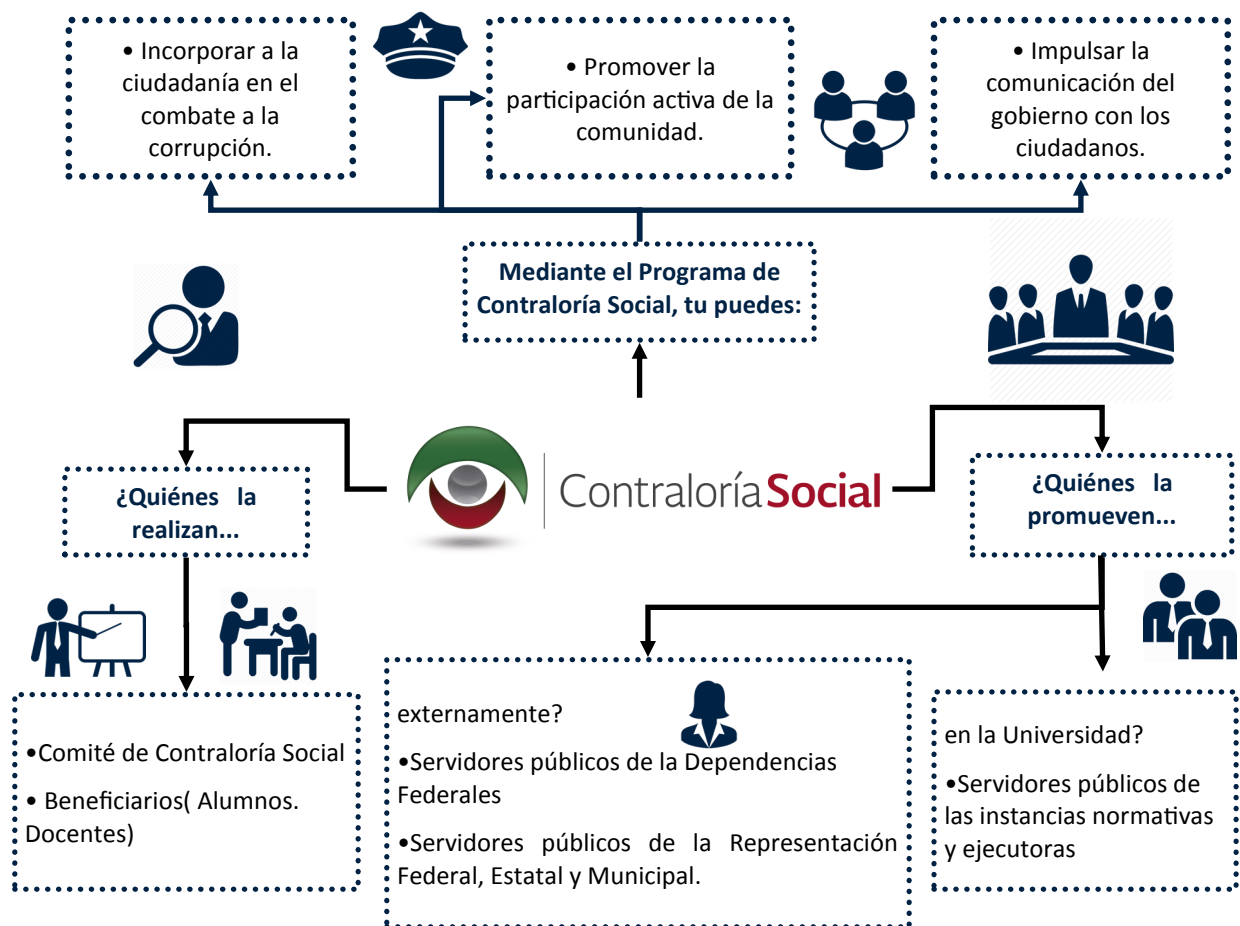 • Incorporar a la
ciudadanía en el
combate a la
corrupción.
• Promover la
participación activa de la
comunidad.
• Impulsar la
comunicación del
gobierno con los
ciudadanos.
Mediante el Programa de
Contraloría Social, tu puedes:
¿Quiénes la
realizan...
Contraloría Social
¿Quiénes la
promueven...
•Comité de Contraloría Social
• Beneficiarios( Alumnos.
Docentes)
externamente?
•Servidores públicos de la Dependencias
Federales
•Servidores públicos de la Representación
Federal, Estatal y Municipal.
en la Universidad?
•Servidores públicos de
las instancias normativas
y ejecutoras